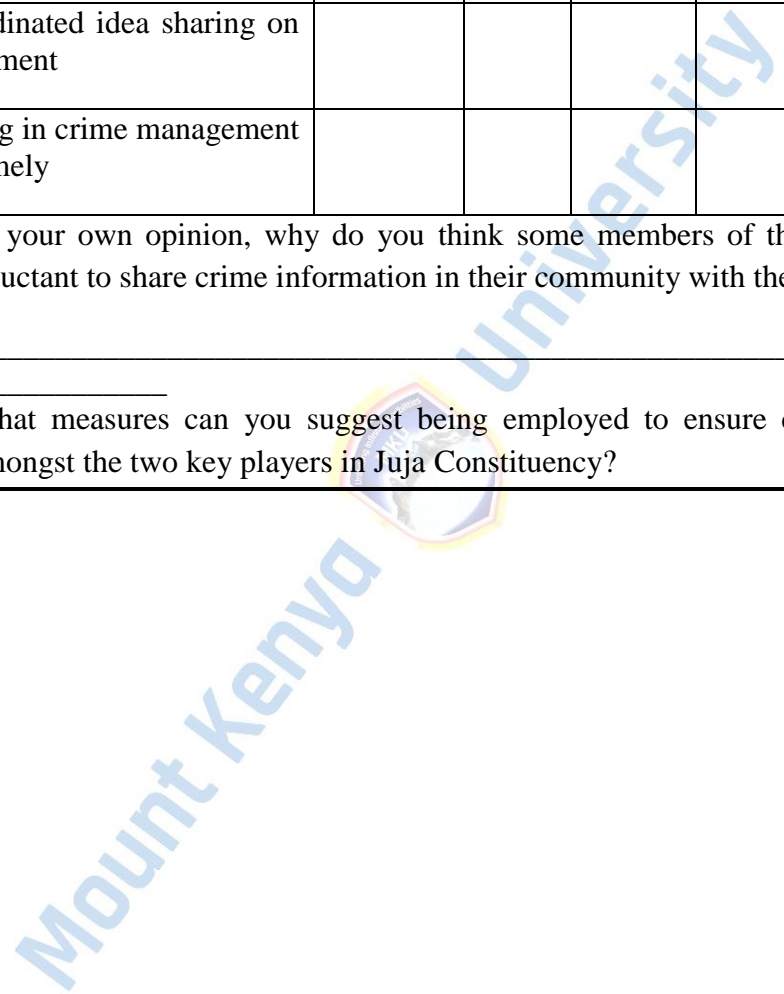 dinated idea sharing on
ment
g in crime management
nely
your own opinion, why do you think some members of th
uctant to share crime information in their community with the
hat measures can you suggest being employed to ensure
nongst the two key players in Juja Constituency?
Mount Kenya University
MKU